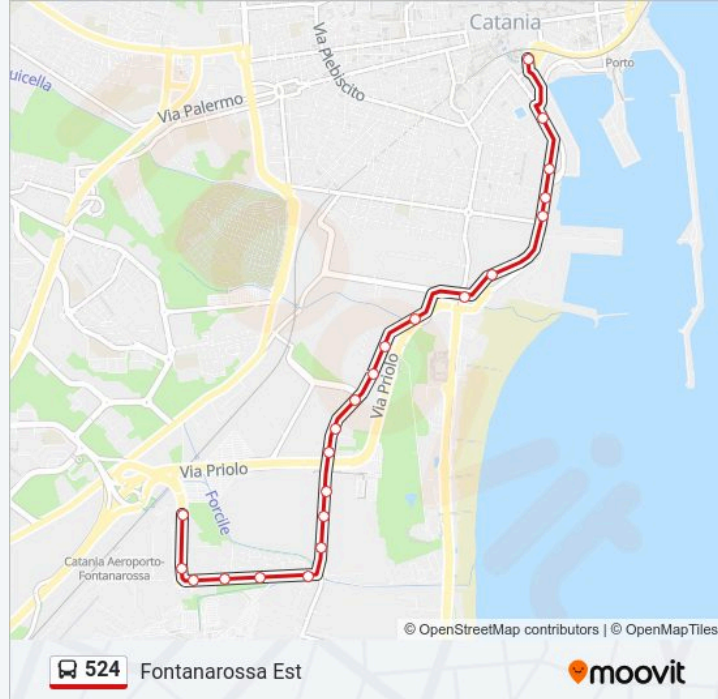 Catania
Porto
Via Plebiscito
uicella
Via Palermo
Via Priolo
Via Priolo
Forcile
Catania Aeroporto-
Fontanarossa
© OpenStreetMap contributors | © OpenMapTiles
524 Fontanarossa Est
moovit